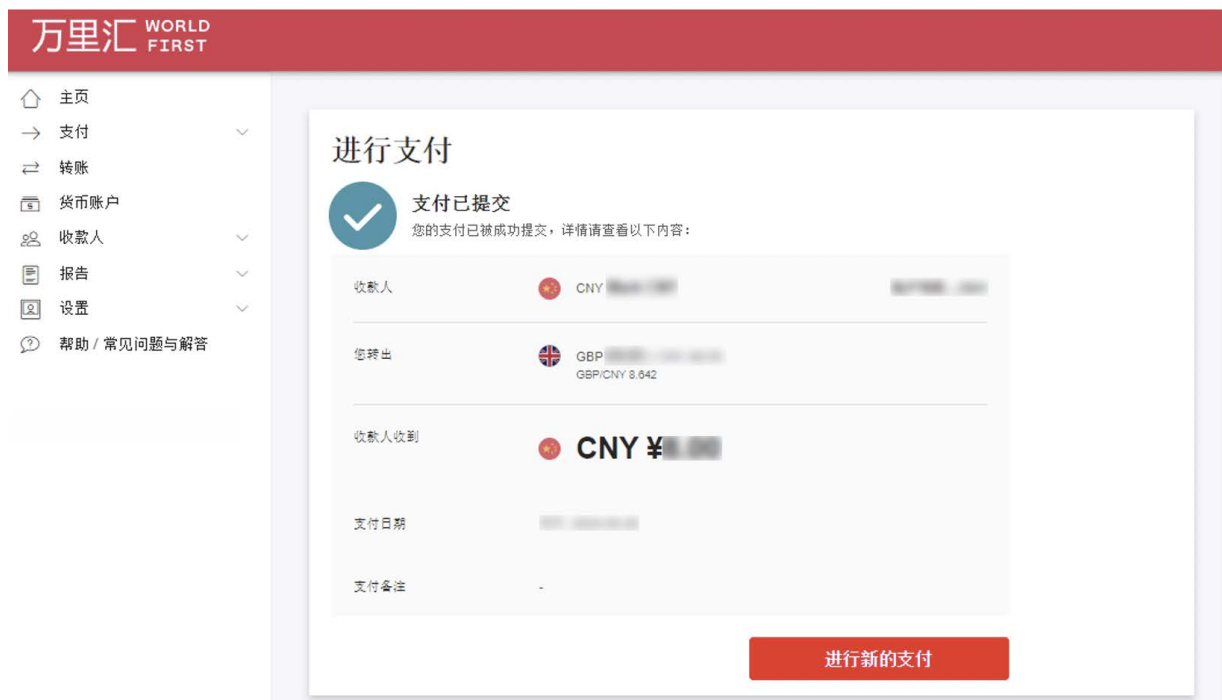 万里汇 WORLD FIRST
主页
支付
转账
货币账户
收款人
报告
设置
帮助 / 常见问题与解答
进行支付
支付已提交
您的支付已被成功提交，详情请查看以下内容：
收款人 CNY
您转出 GBP
GBP/CNY 8.642
收款人收到 CNY ¥
支付日期
支付备注 -
进行新的支付